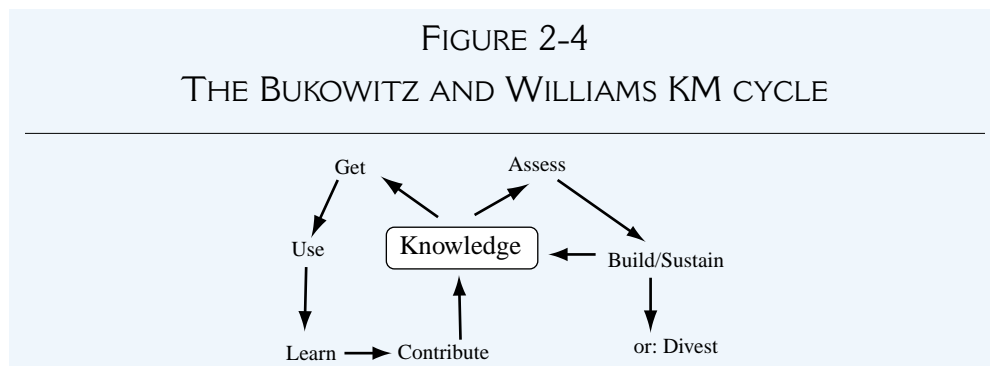 FIGURE 2-4
THE BUKOWITZ AND WILLIAMS KM CYCLE
Get
Assess
Use
Knowledge
Build/Sustain
Learn
Contribute
or: Divest